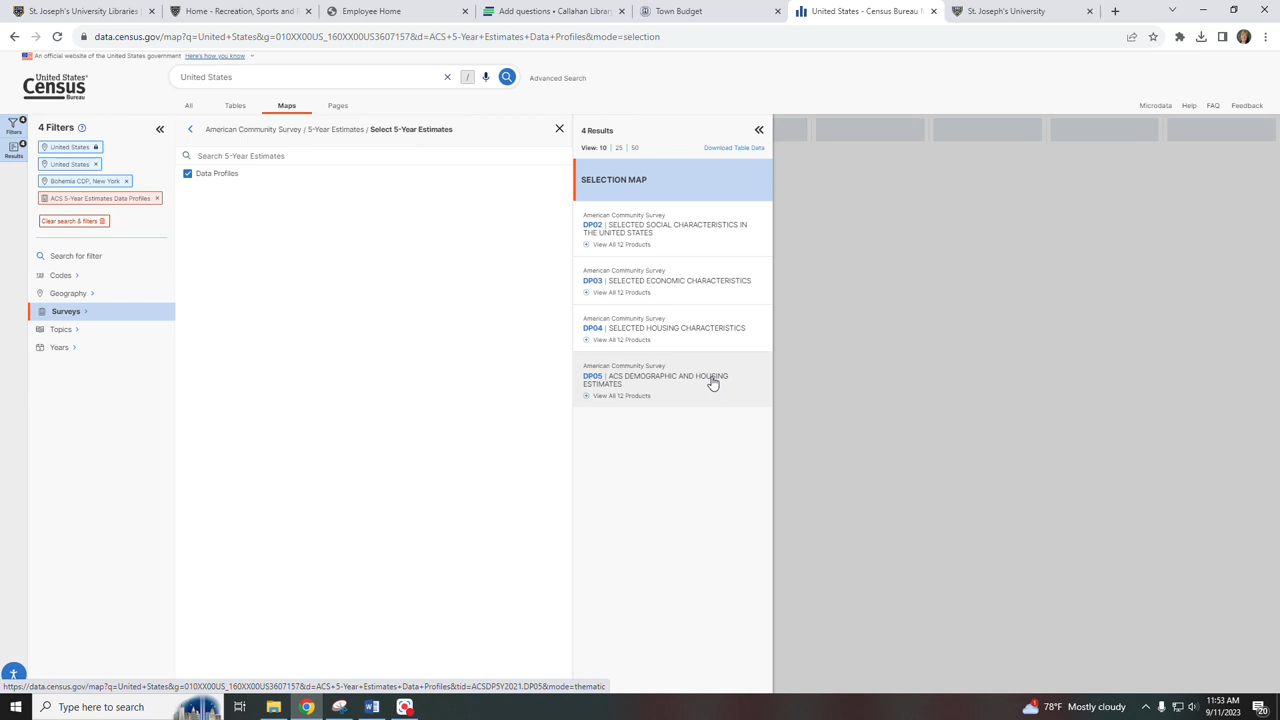 St. Joseph's University Libraries:
Home - Recreation, Sports and
Employee Home
Add questions • Callahan Library
Town Budget
United States - Census Bureau
St. Joseph's University
data.census.gov/map?q=United+States&g=010XX00US_160XX00US3607157&d=ACS+5-Year+Estimates+Data+Profiles&mode=selection
An official website of the United States government Here's how you know
United States
/
Advanced Search
United States® Census Bureau
All Tables Maps Pages
Microdata Help FAQ Feedback
4
Filters
4
Results
4 Filters
United States
United States ×
Bohemia CDP, New York ×
ACS 5-Year Estimates Data Profiles ×
Clear search & filters
Search for filter
Codes
Geography
Surveys
Topics
Years
American Community Survey / 5-Year Estimates / Select 5-Year Estimates
Search 5-Year Estimates
Data Profiles
4 Results
View: 10 | 25 | 50 Download Table Data
SELECTION MAP
American Community Survey
DP02 | SELECTED SOCIAL CHARACTERISTICS IN
THE UNITED STATES
View All 12 Products
American Community Survey
DP03 | SELECTED ECONOMIC CHARACTERISTICS
View All 12 Products
American Community Survey
DP04 | SELECTED HOUSING CHARACTERISTICS
View All 12 Products
American Community Survey
DP05 | ACS DEMOGRAPHIC AND HOUSING
ESTIMATES
View All 12 Products
https://data.census.gov/map?q=United+States&g=010XX00US_160XX00US3607157&d=ACS+5-Year+Estimates+Data+Profiles&tid=ACSDP5Y2021.DP05&mode=thematic
Type here to search
78°F Mostly cloudy
11:53 AM
9/11/2023
20